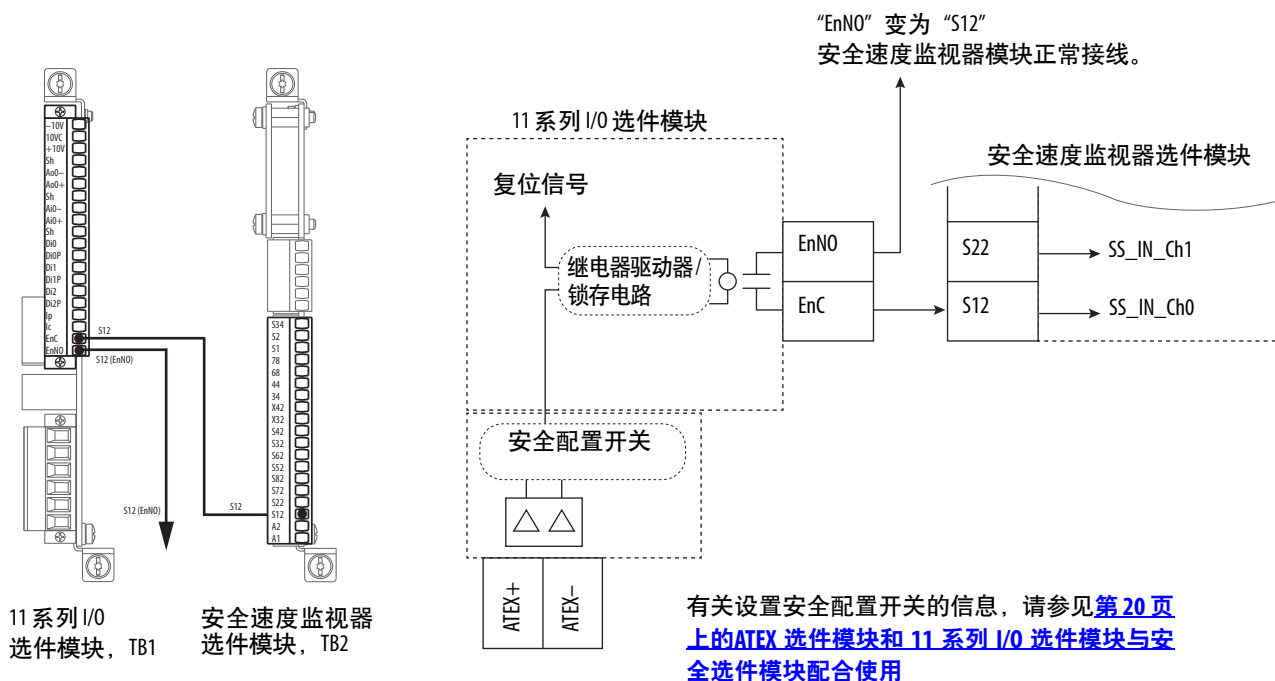 “EnNO” 变为 “S12”
安全速度监视器模块正常接线。
–10V
10VC
+10V
Sh
Ao0–
Ao0+
Sh
Ai0–
Ai0+
Sh
Di0
Di0P
Di1
Di1P
Di2
Di2P
Ip
Ic
EnC
EnNO
S12
S12 (EnNO)
S12 (EnNO)
S12
S34
S2
S1
78
68
44
34
X42
X32
S42
S32
S62
S52
S82
S72
S22
S12
A2
A1
11 系列 I/O
选件模块，TB1
安全速度监视器
选件模块，TB2
11 系列 I/O 选件模块
复位信号
继电器驱动器/
锁存电路
EnNO
EnC
安全速度监视器选件模块
S22
SS_IN_Ch1
S12
SS_IN_Ch0
安全配置开关
ATEX+
ATEX–
有关设置安全配置开关的信息，请参见第 20 页
上的ATEX 选件模块和 11 系列 I/O 选件模块与安
全选件模块配合使用